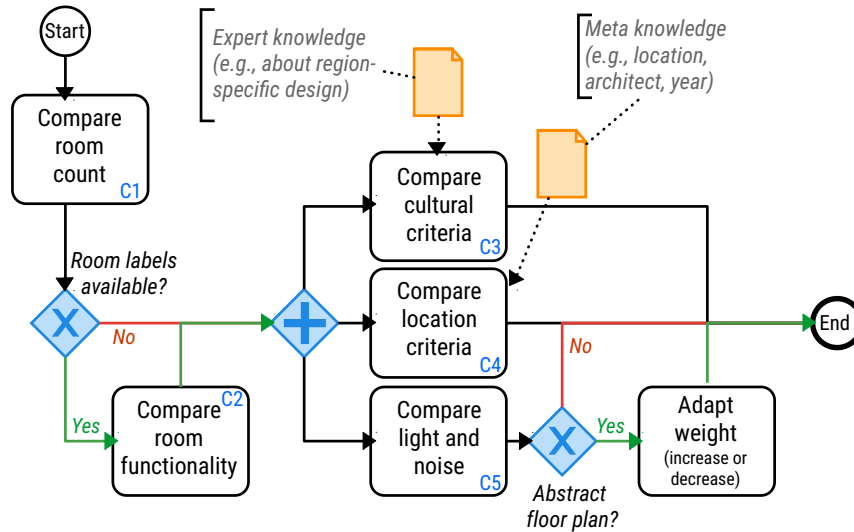 Start
Expert knowledge
(e.g., about region-
specific design)
Meta knowledge
(e.g., location,
architect, year)
Compare
room
count
C1
Room labels
available?
X
No
Yes
Compare
room
functionality
C2
Compare
cultural
criteria
C3
Compare
location
criteria
C4
Compare
light and
noise
C5
X
No
Yes
Abstract
floor plan?
Adapt
weight
(increase or
decrease)
End